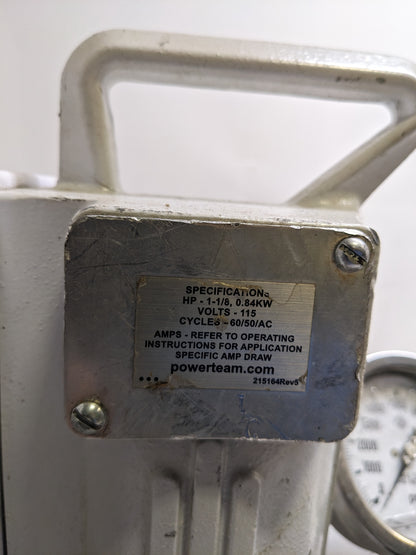 SPECIFICATIONS
HP - 1-1/8, 0.84KW
VOLTS - 115
CYCLES - 60/50/AC
AMPS - REFER TO OPERATING
INSTRUCTIONS FOR APPLICATION
SPECIFIC AMP DRAW
powerteam.com
215164Rev5